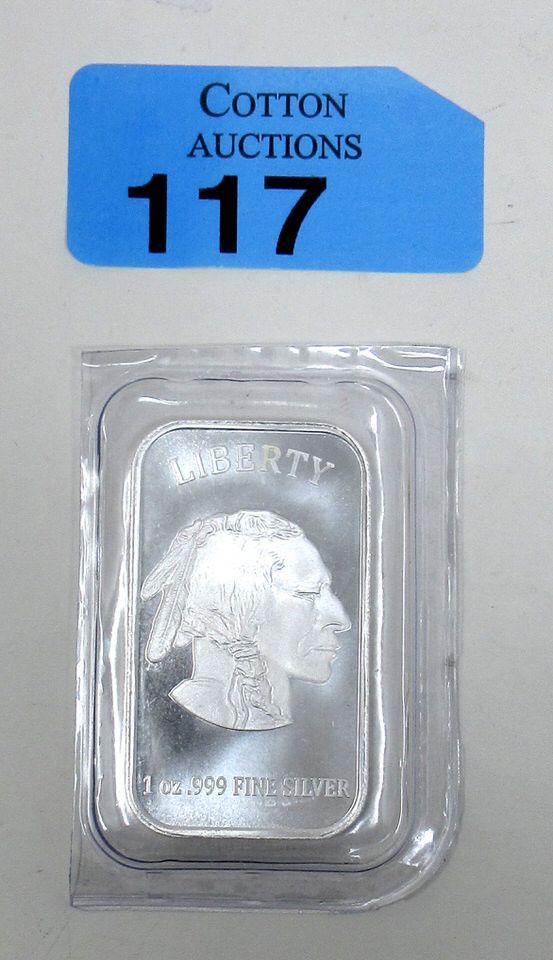 COTTON
AUCTIONS
117
LIBERTY
1 oz .999 FINE SILVER